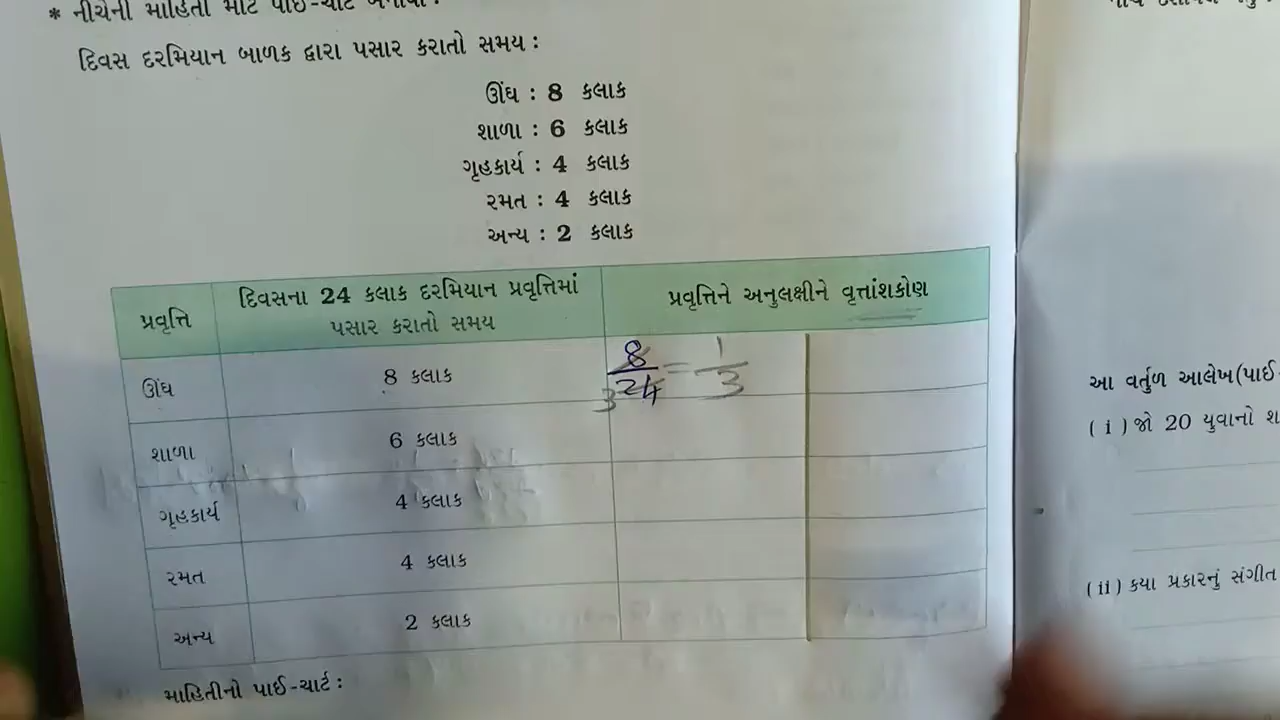 * નીચેની માહિતી માટે પાઈ-ચાર્ટ બનાવો :
દિવસ દરમિયાન બાળક દ્વારા પસાર કરાતો સમય :
ઊંઘ : 8 કલાક
શાળા : 6 કલાક
ગૃહકાર્ય : 4 કલાક
રમત : 4 કલાક
અન્ય : 2 કલાક
પ્રવૃત્તિ
દિવસના 24 કલાક દરમિયાન પ્રવૃત્તિમાં
પસાર કરાતો સમય
પ્રવૃત્તિને અનુલક્ષીને વૃત્તાંશકોણ
ઊંઘ 8 કલાક 8/24 = 1/3 3
શાળા 6 કલાક
ગૃહકાર્ય 4 કલાક
રમત 4 કલાક
અન્ય 2 કલાક
માહિતીનો પાઈ-ચાર્ટ :
આ વર્તુળ આલેખ(પાઈ-
( i ) જો 20 યુવાનો શ
( ii ) કયા પ્રકારનું સંગીત